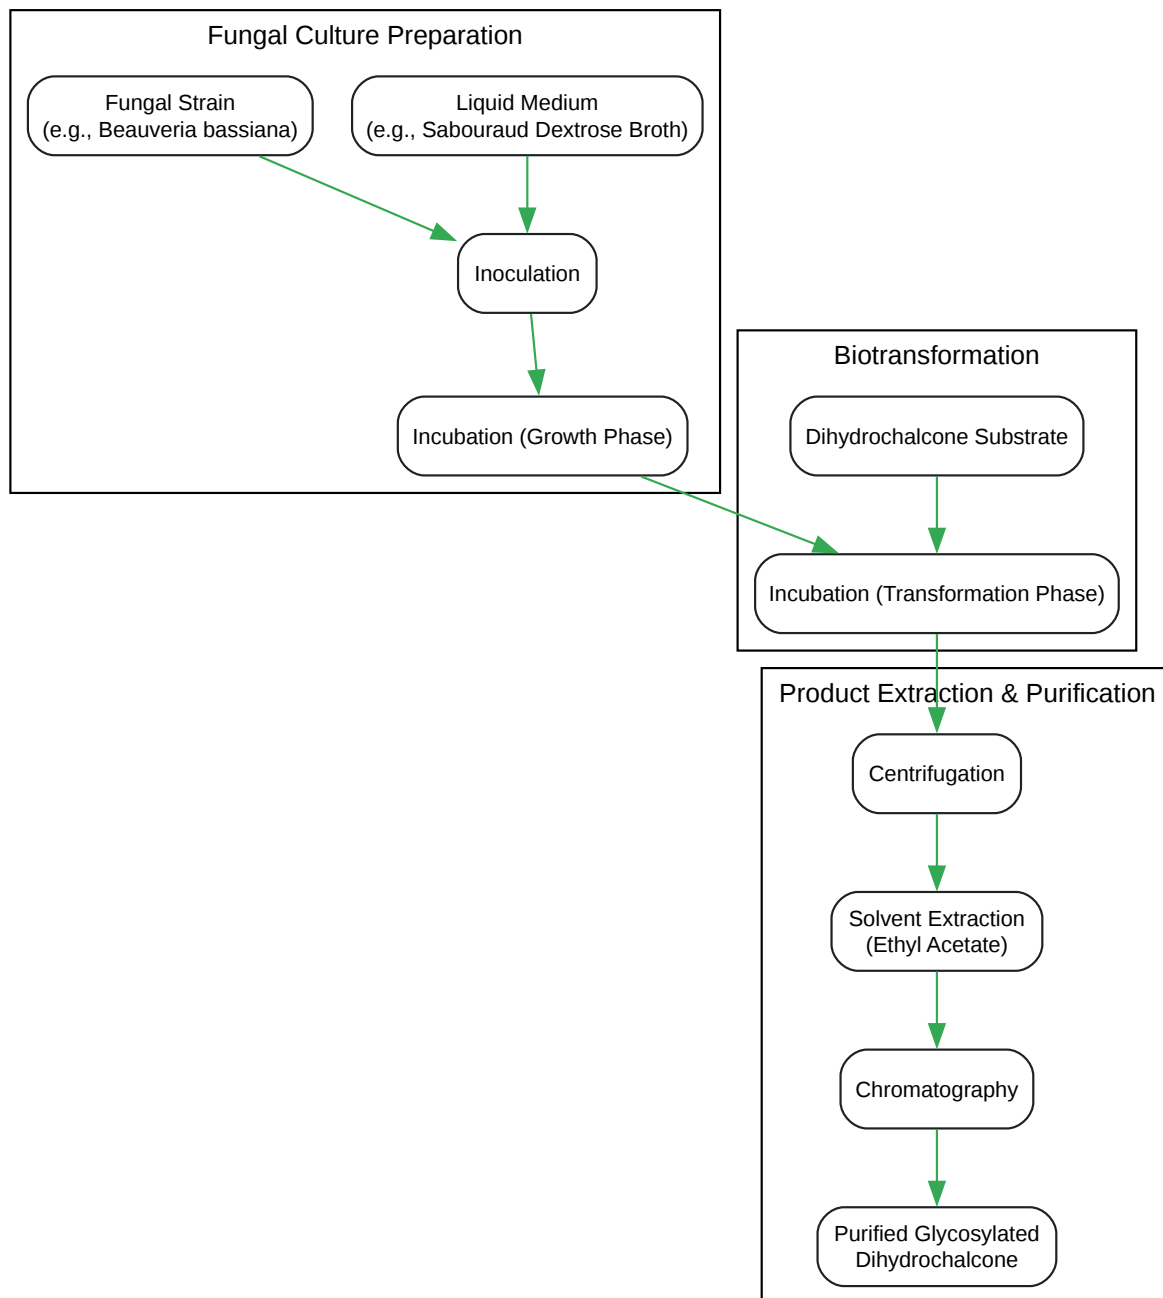 Fungal Culture Preparation
Fungal Strain
(e.g., Beauveria bassiana)
Liquid Medium
(e.g., Sabouraud Dextrose Broth)
Inoculation
Incubation (Growth Phase)
Biotransformation
Dihydrochalcone Substrate
Incubation (Transformation Phase)
Product Extraction & Purification
Centrifugation
Solvent Extraction
(Ethyl Acetate)
Chromatography
Purified Glycosylated
Dihydrochalcone